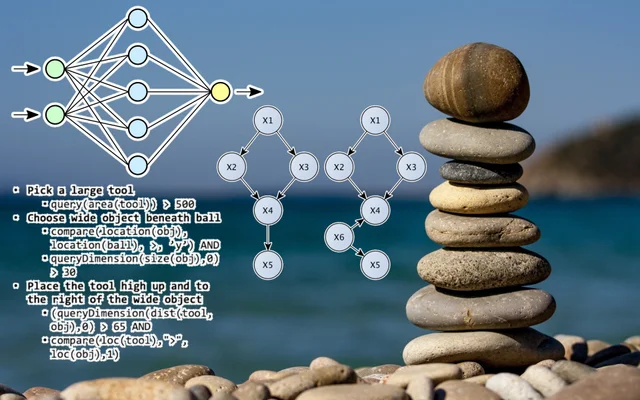 X1
X2
X3
X4
X5
X1
X2
X3
X4
X6
X5
• Pick a large tool
• query(area(tool)) > 500
• Choose wide object beneath ball
• compare(location(obj),
location(ball), >, "y") AND
• queryDimension(size(obj),0)
> 30
• Place the tool high up and to
the right of the wide object
• (queryDimension(dist(tool,
obj),0) > 65 AND
• compare(loc(tool),">",
loc(obj),1)